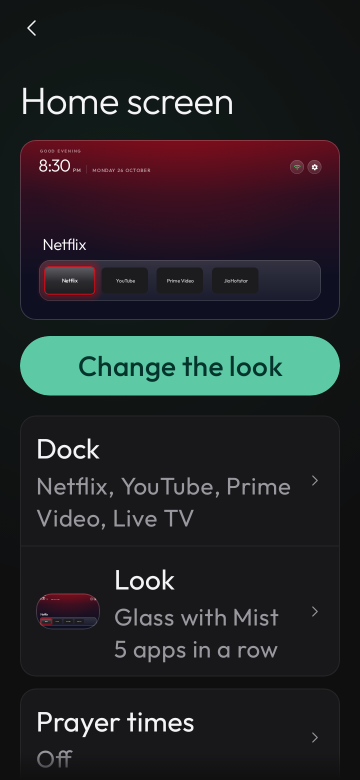 Home screen
GOOD EVENING
8:30 PM MONDAY 26 OCTOBER
Netflix
Netflix YouTube Prime Video JioHotstar
Change the look
Dock
Netflix, YouTube, Prime
Video, Live TV
Look
Glass with Mist
5 apps in a row
Prayer times
Off